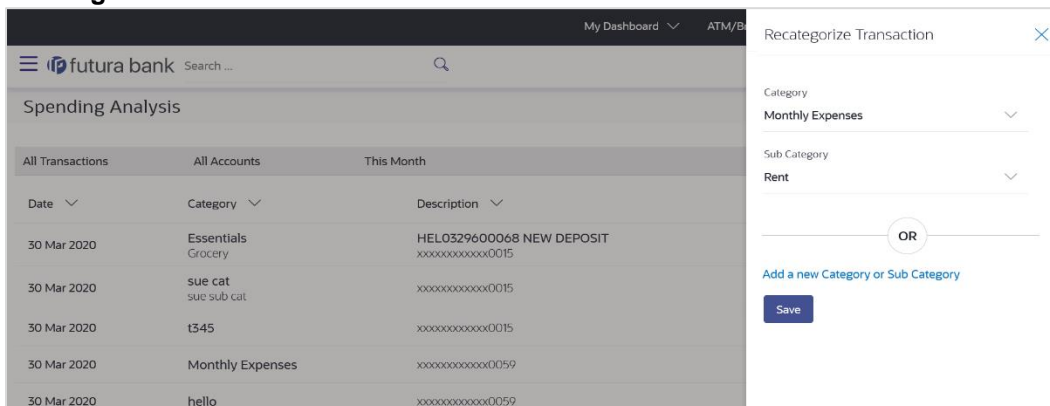 My Dashboard ATM/B
futura bank Search ...
Spending Analysis
All Transactions All Accounts This Month
Date Category Description
30 Mar 2020 Essentials HEL0329600068 NEW DEPOSIT
Grocery xxxxxxxxxxxx0015
30 Mar 2020 sue cat xxxxxxxxxxxx0015
sue sub cat
30 Mar 2020 t345 xxxxxxxxxxxx0015
30 Mar 2020 Monthly Expenses xxxxxxxxxxxx0059
30 Mar 2020 hello xxxxxxxxxxxx0059
Recategorize Transaction
Category
Monthly Expenses
Sub Category
Rent
OR
Add a new Category or Sub Category
Save